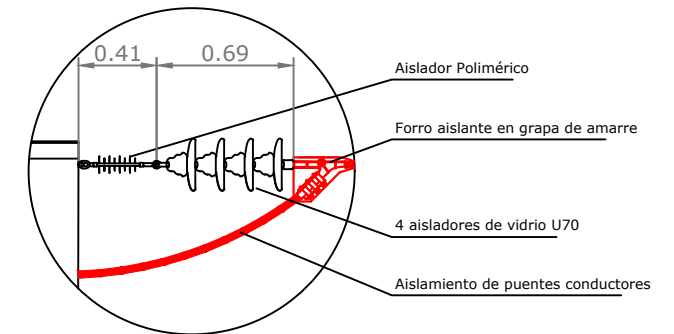 0.41 0.69
Aislador Polimérico
Forro aislante en grapa de amarre
4 aisladores de vidrio U70
Aislamiento de puentes conductores